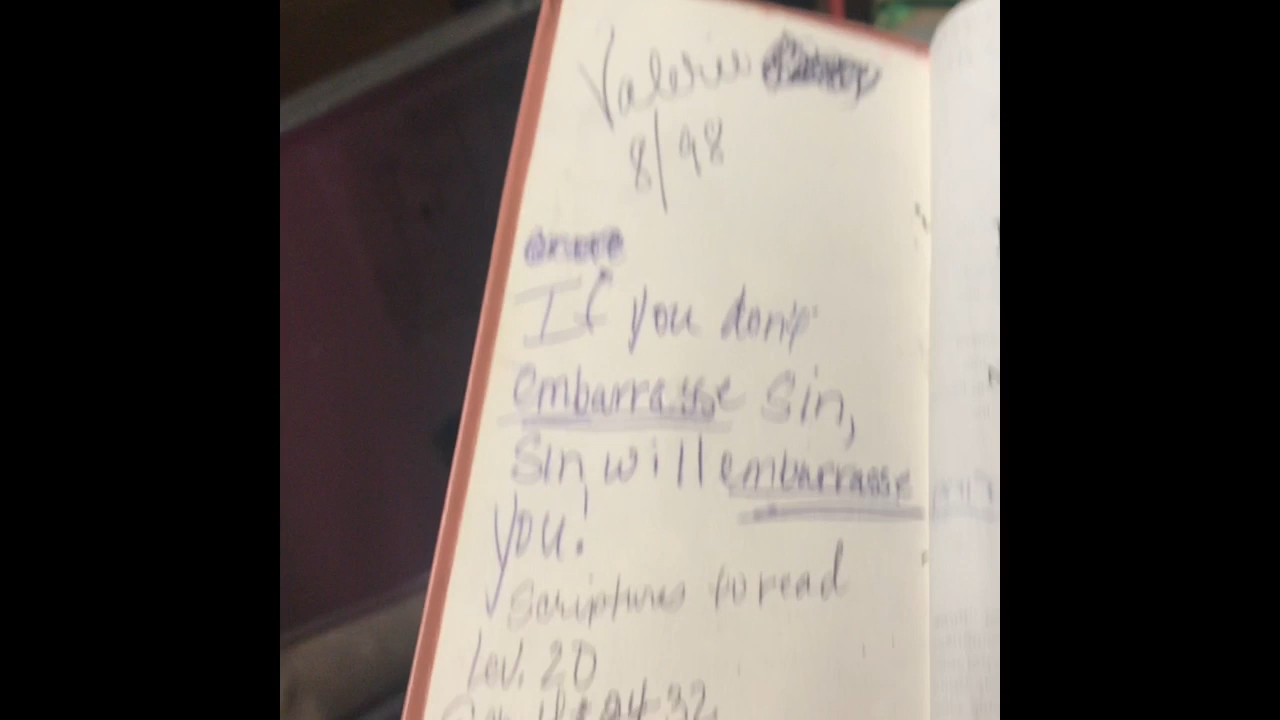 Valerie
8/98
If you don't
embarrasse sin,
Sin, will embarrasse
you!
Scriptures to read
Lev. 20